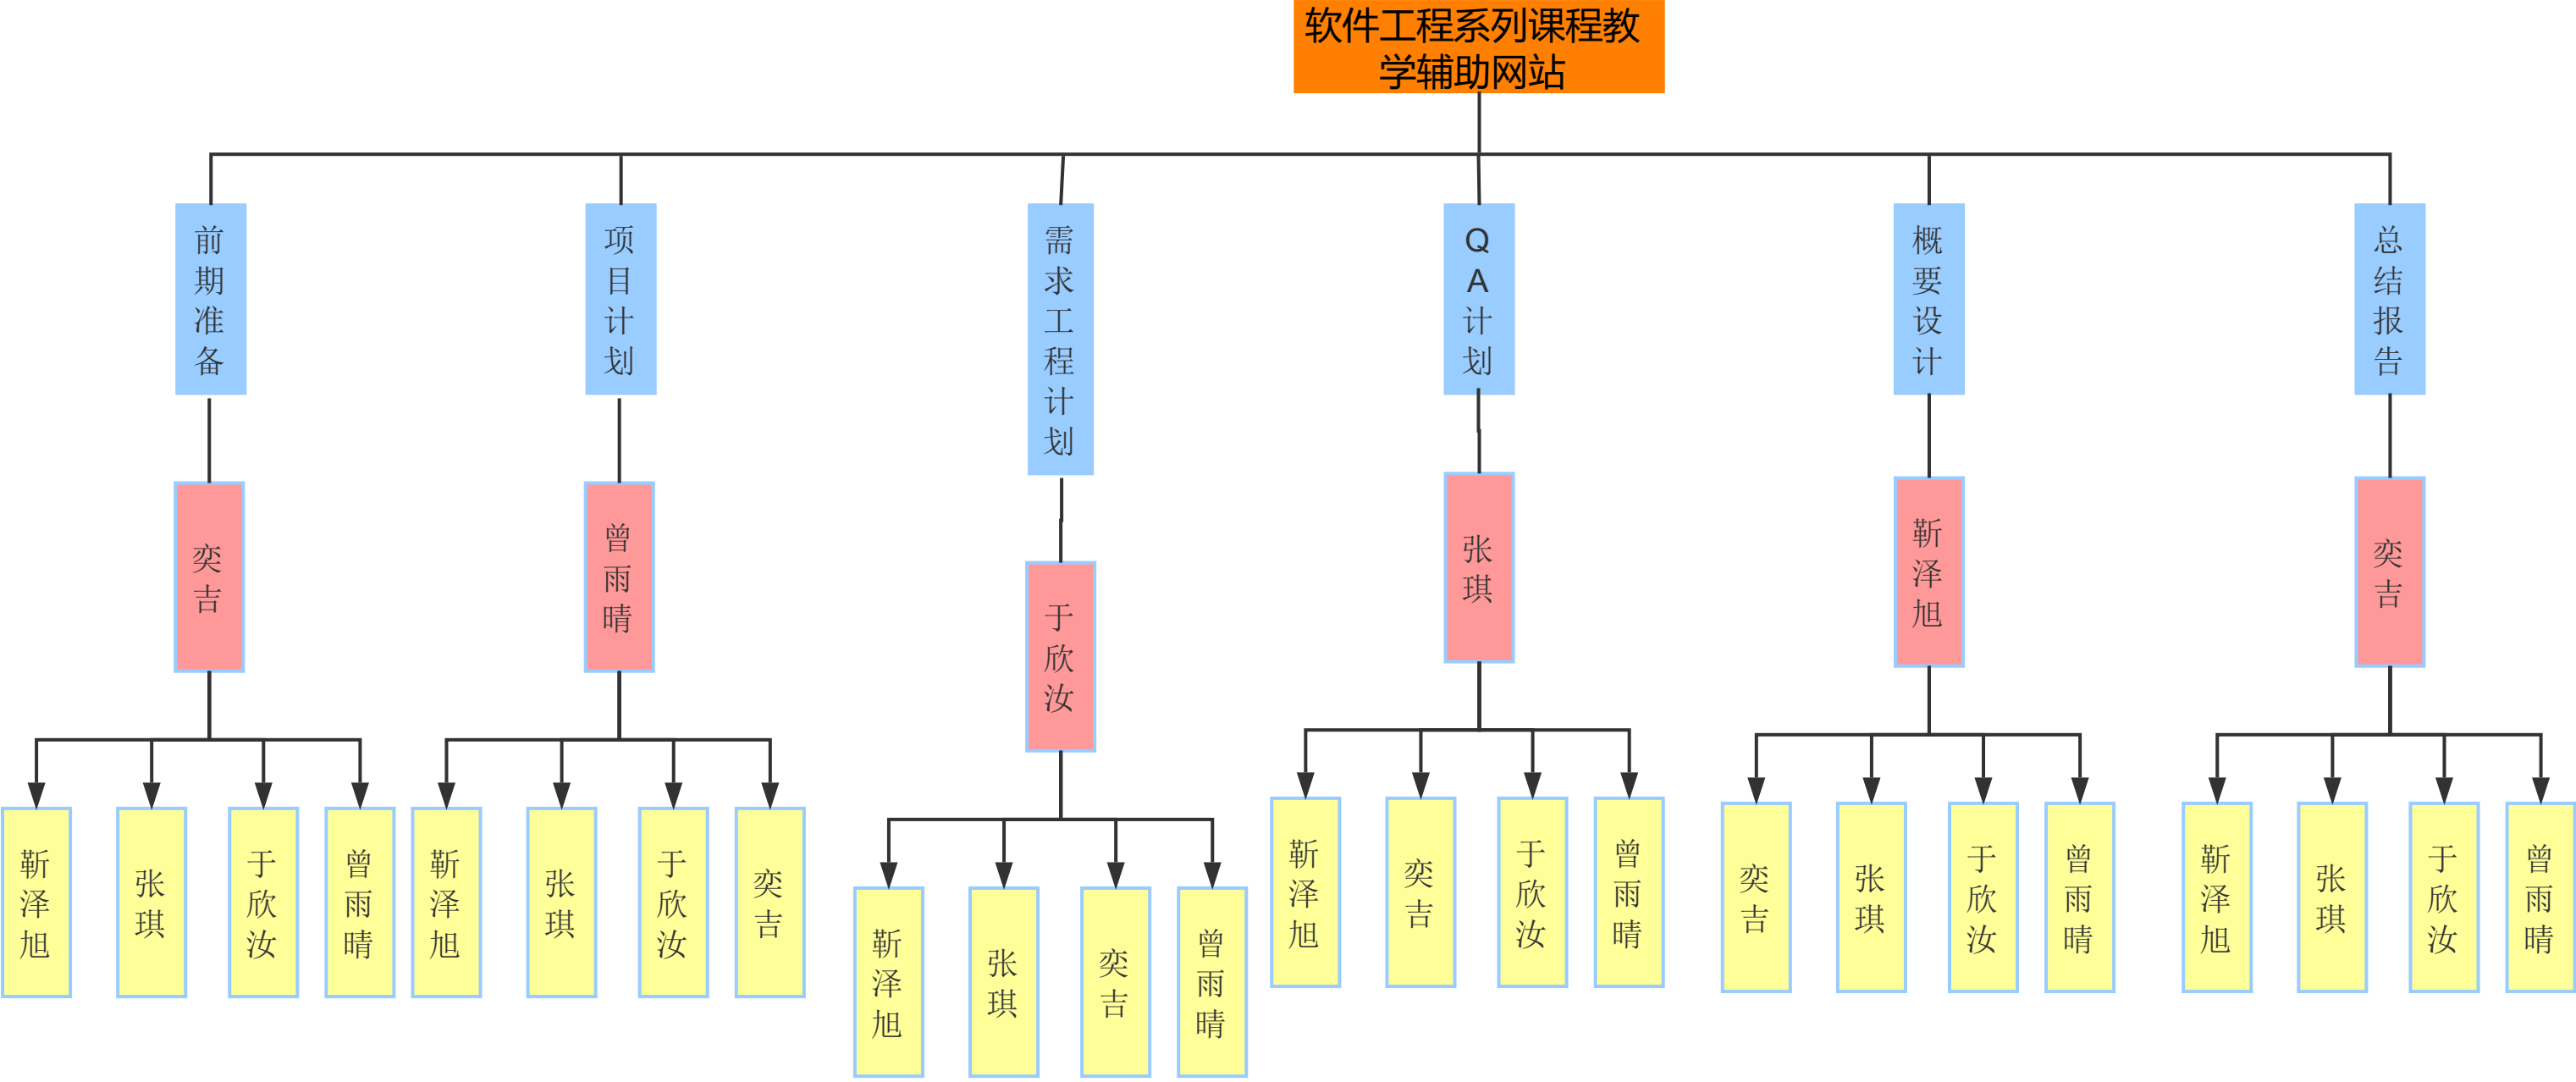 软件工程系列课程教
学辅助网站
前期准备
项目计划
需求工程计划
QA计划
概要设计
总结报告
奕吉
曾雨晴
于欣汝
张琪
靳泽旭
奕吉
靳泽旭
张琪
于欣汝
曾雨晴
靳泽旭
张琪
于欣汝
奕吉
靳泽旭
张琪
奕吉
曾雨晴
靳泽旭
奕吉
于欣汝
曾雨晴
奕吉
张琪
于欣汝
曾雨晴
靳泽旭
张琪
于欣汝
曾雨晴